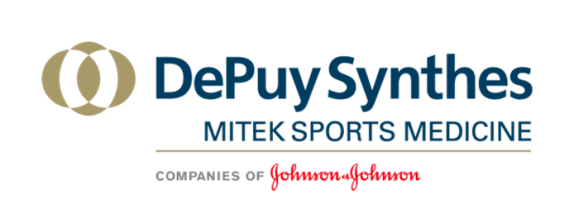 DePuy Synthes
MITEK SPORTS MEDICINE
COMPANIES OF Johnson & Johnson